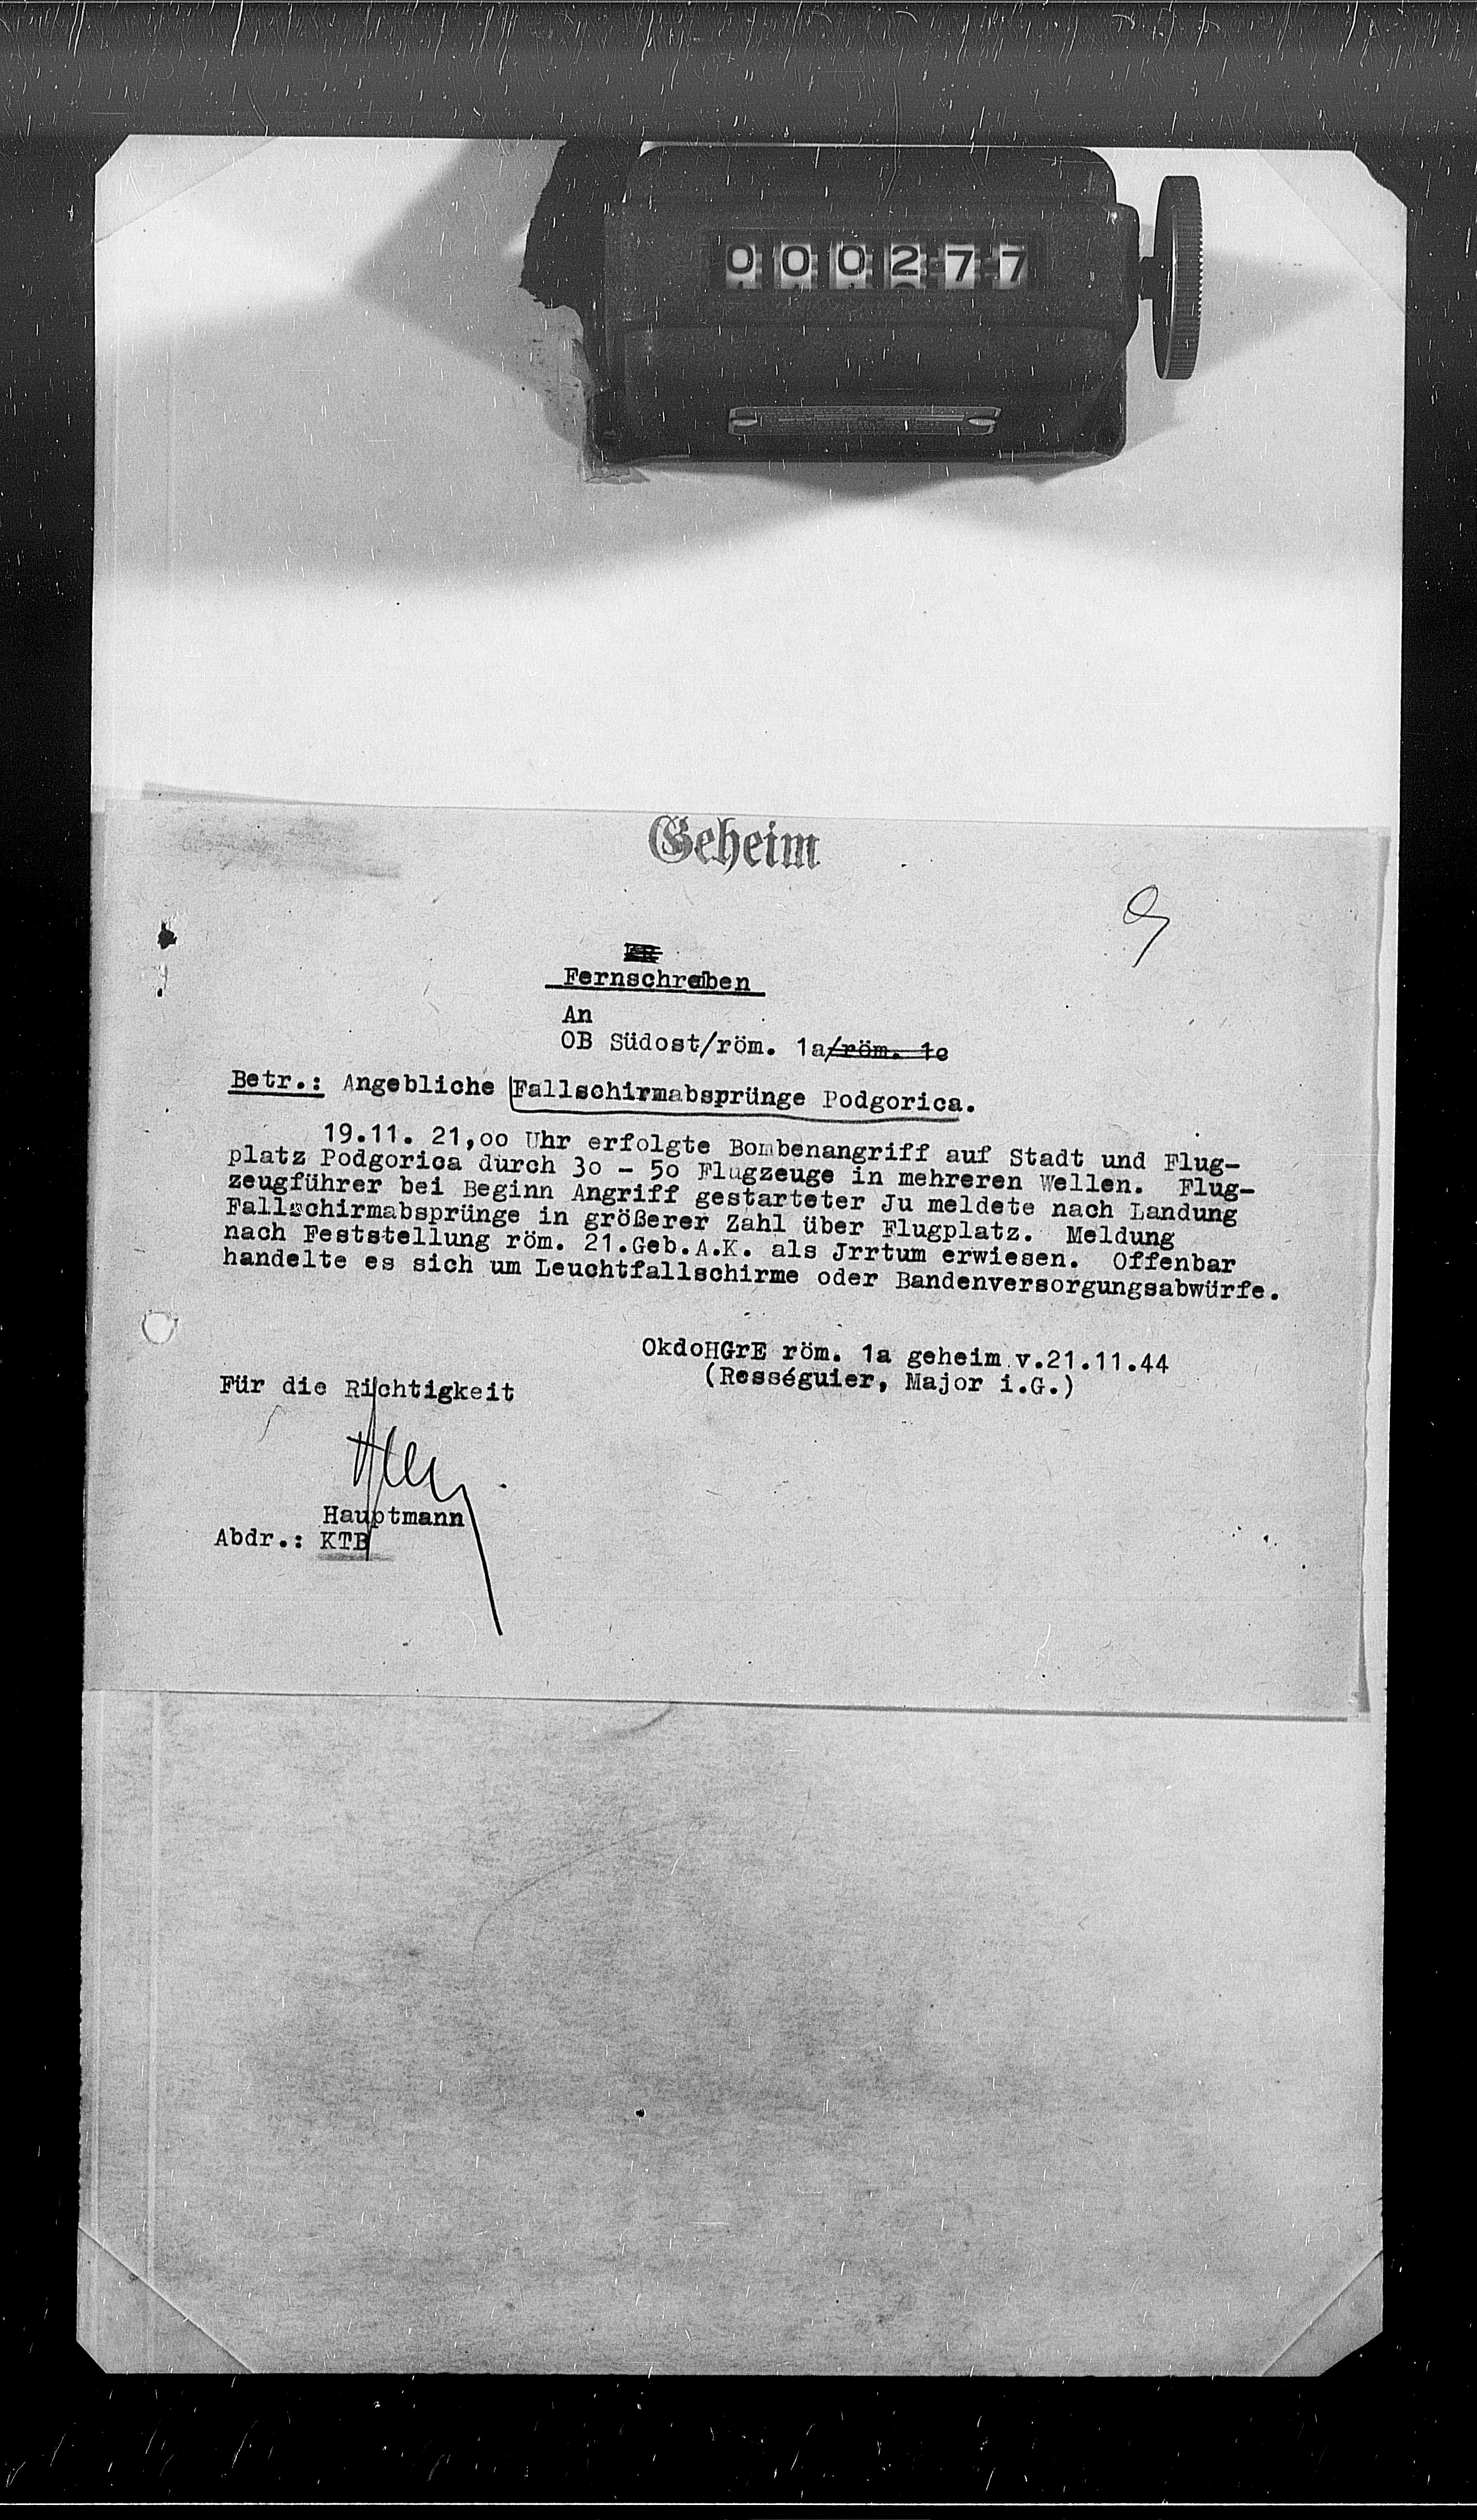 000277
Geheim
Fernschreiben
An
OB Südost/röm. 1a/röm. 1c
Betr.: Angebliche Fallschirmabsprünge Podgorica.
19.11. 21,oo Uhr erfolgte Bombenangriff auf Stadt und Flug-
platz Podgorica durch 3o - 5o Flugzeuge in mehreren Wellen. Flug-
zeugführer bei Beginn Angriff gestarteter Ju meldete nach Landung
Fallschirmabsprünge in größerer Zahl über Flugplatz. Meldung
nach Feststellung röm. 21.Geb.A.K. als Jrrtum erwiesen. Offenbar
handelte es sich um Leuchtfallschirme oder Bandenversorgungsabwürfe.
OkdoHGrE röm. 1a geheim v.21.11.44
(Rességuier, Major i.G.)
Für die Richtigkeit
Hauptmann
Abdr.: KTB